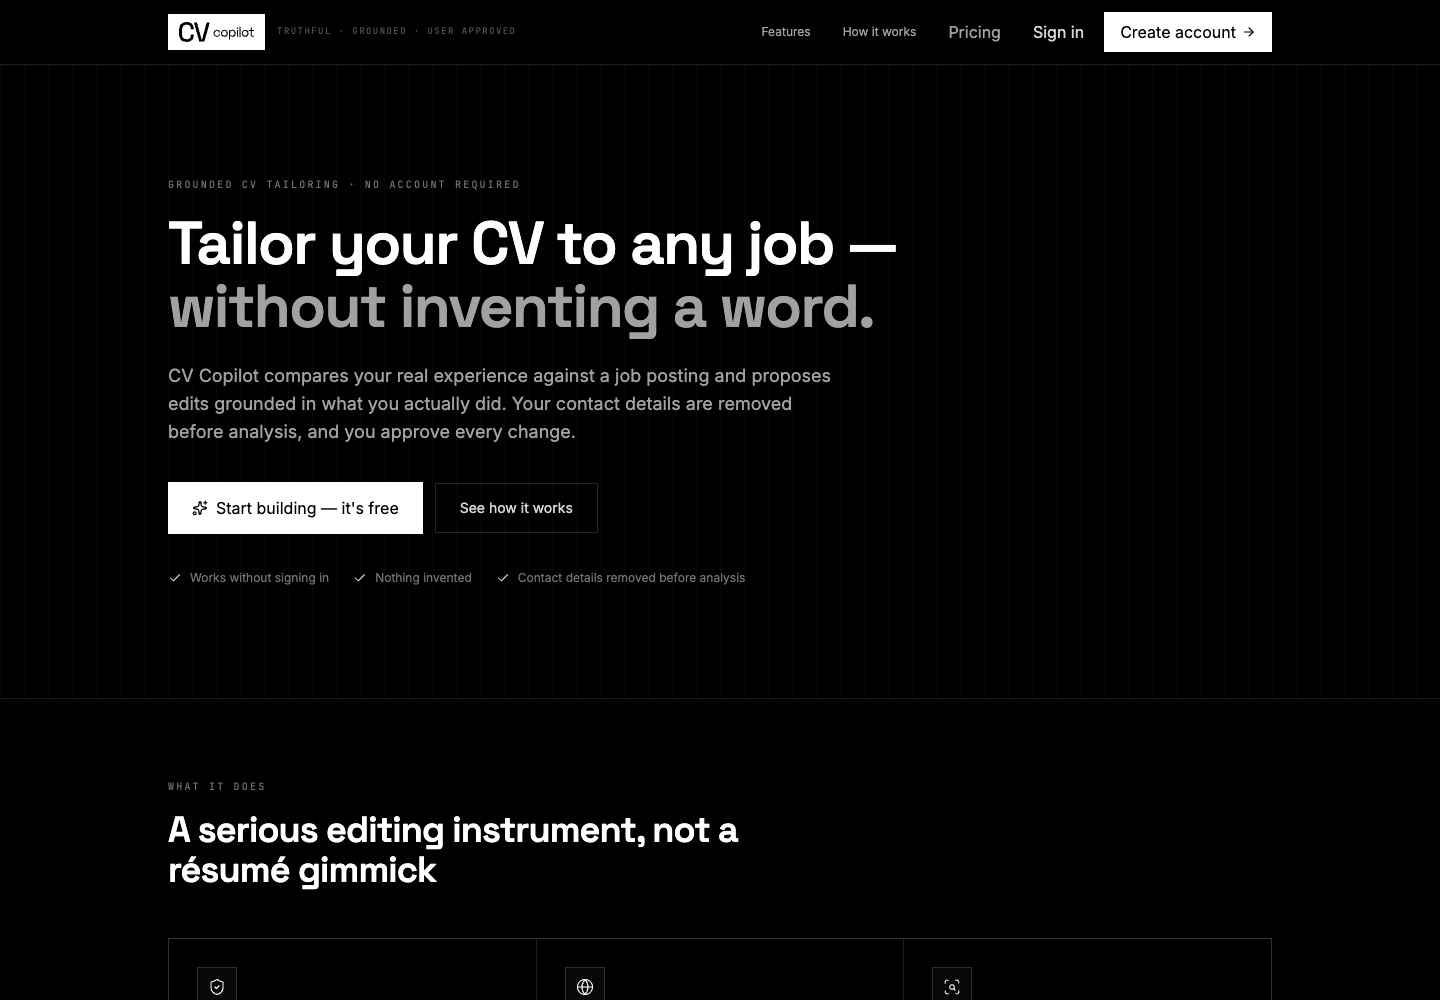 CV copilot
TRUTHFUL · GROUNDED · USER APPROVED
Features
How it works
Pricing
Sign in
Create account →
GROUNDED CV TAILORING · NO ACCOUNT REQUIRED
Tailor your CV to any job —
without inventing a word.
CV Copilot compares your real experience against a job posting and proposes
edits grounded in what you actually did. Your contact details are removed
before analysis, and you approve every change.
Start building — it's free
See how it works
Works without signing in
Nothing invented
Contact details removed before analysis
WHAT IT DOES
A serious editing instrument, not a
résumé gimmick